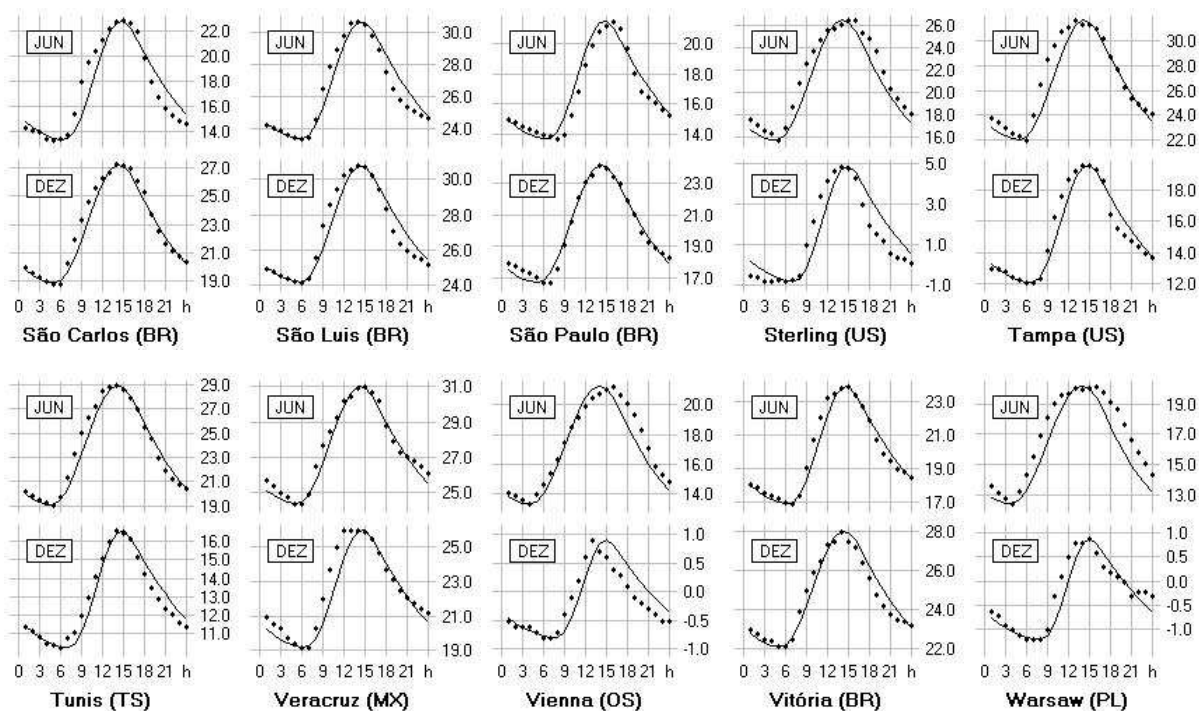 JUN
22.0
20.0
18.0
16.0
14.0
DEZ
27.0
25.0
23.0
21.0
19.0
0 3 6 9 12 15 18 21 h
São Carlos (BR)
JUN
30.0
28.0
26.0
24.0
DEZ
30.0
28.0
26.0
24.0
0 3 6 9 12 15 18 21 h
São Luis (BR)
JUN
20.0
18.0
16.0
14.0
DEZ
23.0
21.0
19.0
17.0
0 3 6 9 12 15 18 21 h
São Paulo (BR)
JUN
26.0
24.0
22.0
20.0
18.0
16.0
DEZ
5.0
3.0
1.0
-1.0
0 3 6 9 12 15 18 21 h
Sterling (US)
JUN
30.0
28.0
26.0
24.0
22.0
DEZ
18.0
16.0
14.0
12.0
0 3 6 9 12 15 18 21 h
Tampa (US)
JUN
29.0
27.0
25.0
23.0
21.0
19.0
DEZ
16.0
15.0
14.0
13.0
12.0
11.0
0 3 6 9 12 15 18 21 h
Tunis (TS)
JUN
31.0
29.0
27.0
25.0
DEZ
25.0
23.0
21.0
19.0
0 3 6 9 12 15 18 21 h
Veracruz (MX)
JUN
20.0
18.0
16.0
14.0
DEZ
1.0
0.5
0.0
-0.5
-1.0
0 3 6 9 12 15 18 21 h
Vienna (OS)
JUN
23.0
21.0
19.0
17.0
DEZ
28.0
26.0
24.0
22.0
0 3 6 9 12 15 18 21 h
Vitória (BR)
JUN
19.0
17.0
15.0
13.0
DEZ
1.0
0.5
0.0
-0.5
-1.0
0 3 6 9 12 15 18 21 h
Warsaw (PL)